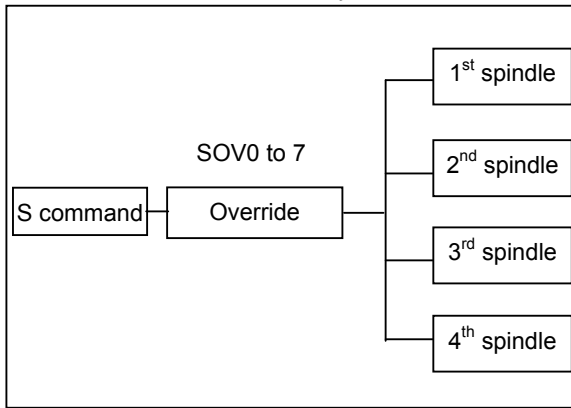 1st spindle
SOV0 to 7
2nd spindle
S command
Override
3rd spindle
4th spindle